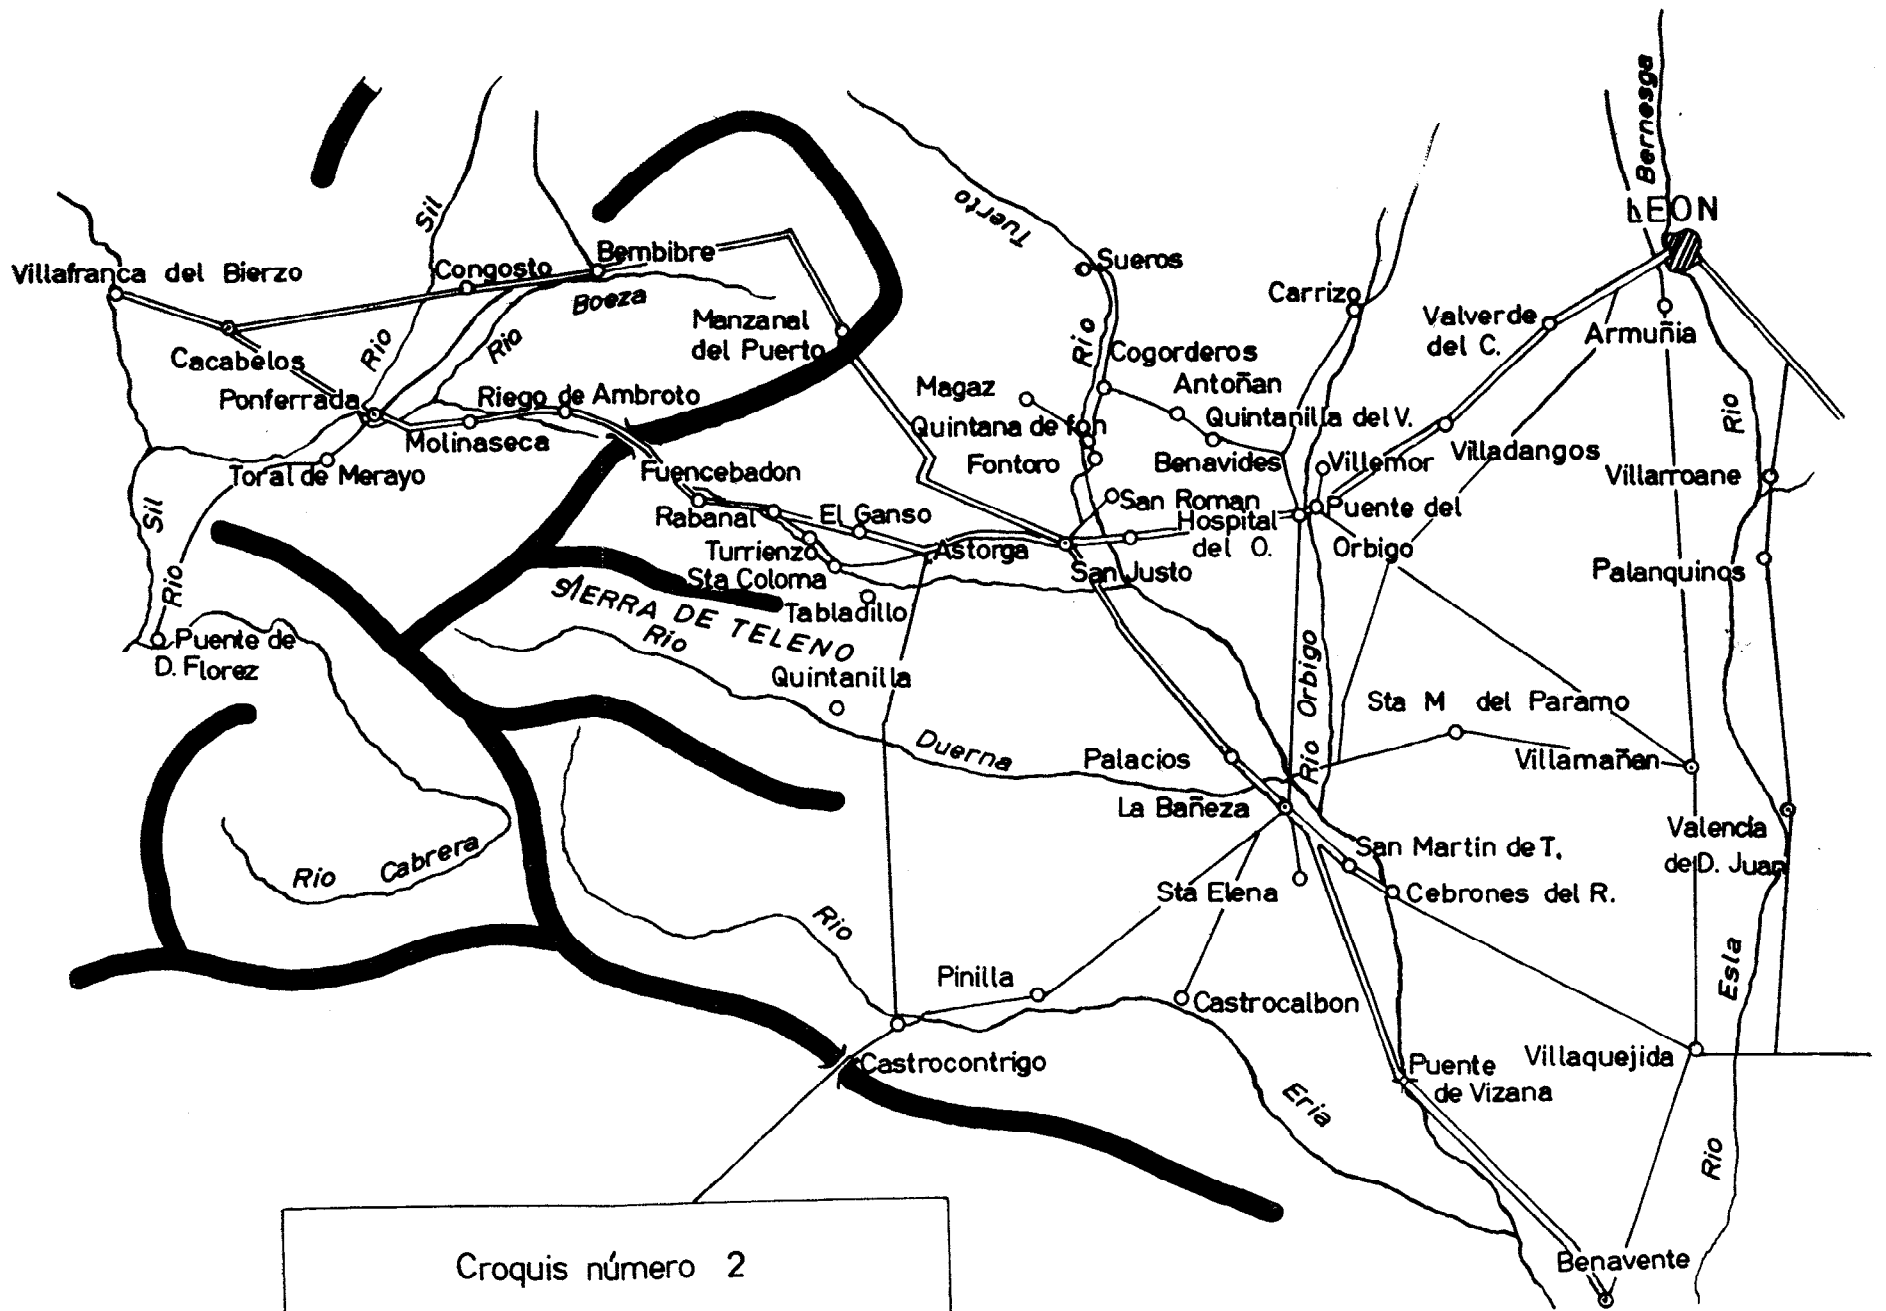 Bernesga
LEON
Tuerto
Sil
Sueros
Villafranca del Bierzo
Congosto
Bembibre
Boeza
Carrizo
Manzanal
del Puerto
Rio
Valverde
del C.
Armuñia
Cacabelos
Rio
Rio
Cogorderos
Antoñan
Magaz
Ponferrada
Riego de Ambroto
Quintanilla del V.
Rio
Quintana de fon
Molinaseca
Fontoro
Benavides
Villemor
Villadangos
Toral de Merayo
Fuencebadon
Villarroane
San Roman
Puente del
Orbigo
Sil
Rabanal
El Ganso
Hospital
del O.
Turrienzo
Astorga
San Justo
Palanquinos
Sta Coloma
Rio
Tabladillo
SIERRA DE TELENO
Rio
Puente de
D. Florez
Quintanilla
Rio Orbigo
Sta M del Paramo
Duerna
Palacios
Villamañan
La Bañeza
Valencia
de D. Juan
San Martin de T.
Rio Cabrera
Sta Elena
Cebrones del R.
Rio
Esla
Pinilla
Castrocalbon
Castrocontrigo
Puente
de Vizana
Villaquejida
Eria
Rio
Benavente
Croquis número 2